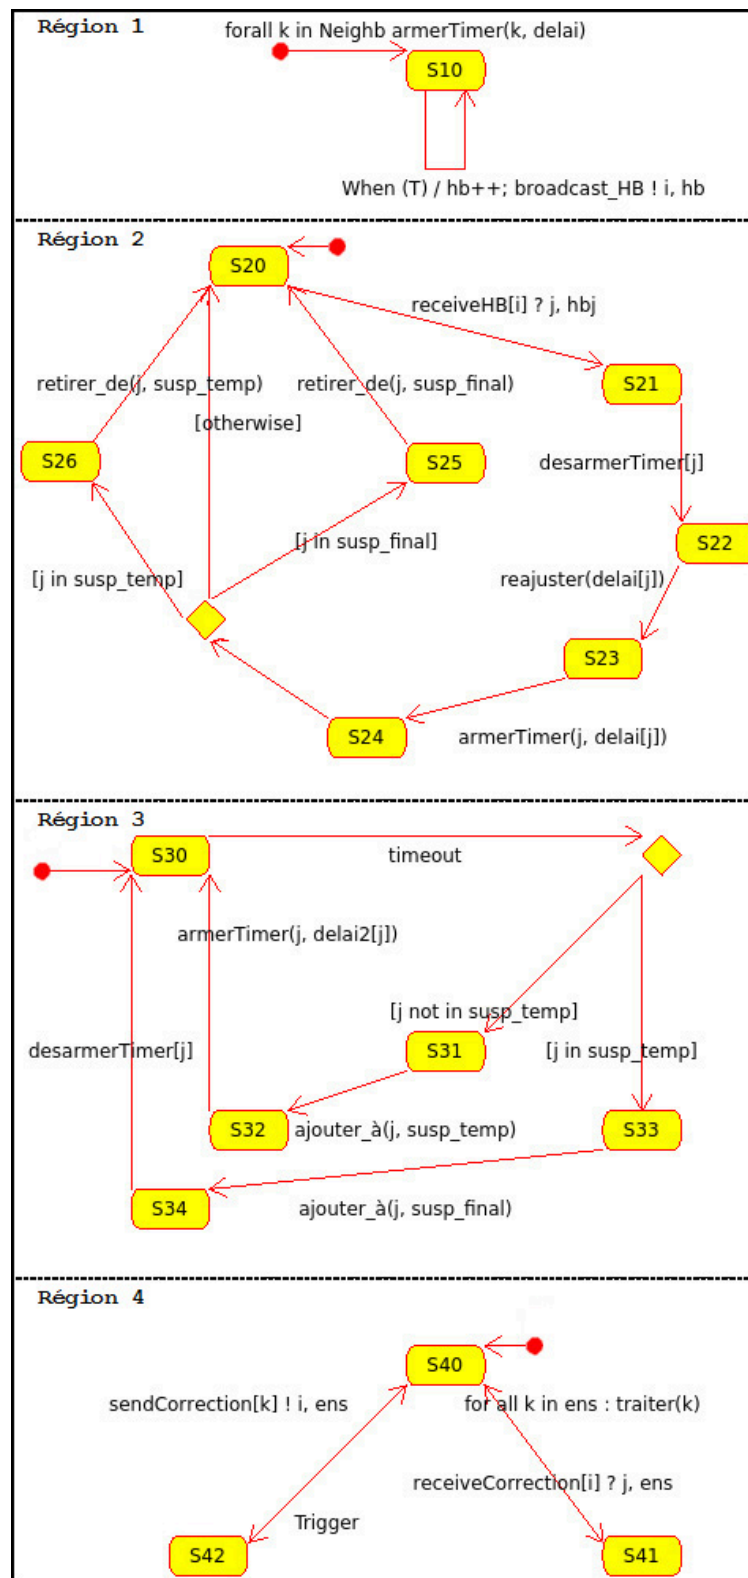 Région 1
forall k in Neighb armerTimer(k, delai)
S10
When (T) / hb++; broadcast_HB ! i, hb
Région 2
S20
receiveHB[i] ? j, hbj
retirer_de(j, susp_temp)
retirer_de(j, susp_final)
S21
[otherwise]
S26
S25
desarmerTimer[j]
[j in susp_final]
S22
[j in susp_temp]
reajuster(delai[j])
S23
S24
armerTimer(j, delai[j])
Région 3
S30
timeout
armerTimer(j, delai2[j])
[j not in susp_temp]
desarmerTimer[j]
S31
[j in susp_temp]
S32
ajouter_à(j, susp_temp)
S33
S34
ajouter_à(j, susp_final)
Région 4
S40
sendCorrection[k] ! i, ens
for all k in ens : traiter(k)
receiveCorrection[i] ? j, ens
Trigger
S42
S41